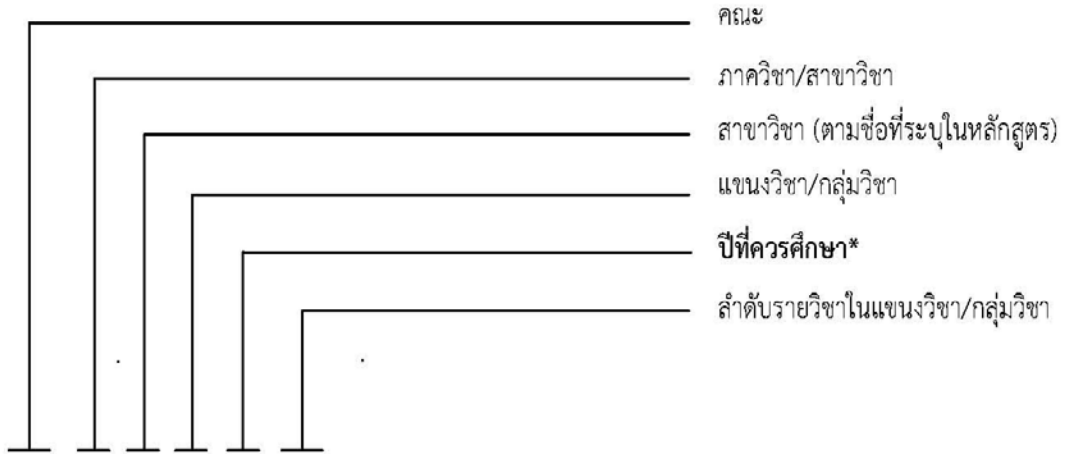 คณะ
ภาควิชา/สาขาวิชา
สาขาวิชา (ตามชื่อที่ระบุในหลักสูตร)
แขนงวิชา/กลุ่มวิชา
ปีที่ควรศึกษา*
ลำดับรายวิชาในแขนงวิชา/กลุ่มวิชา